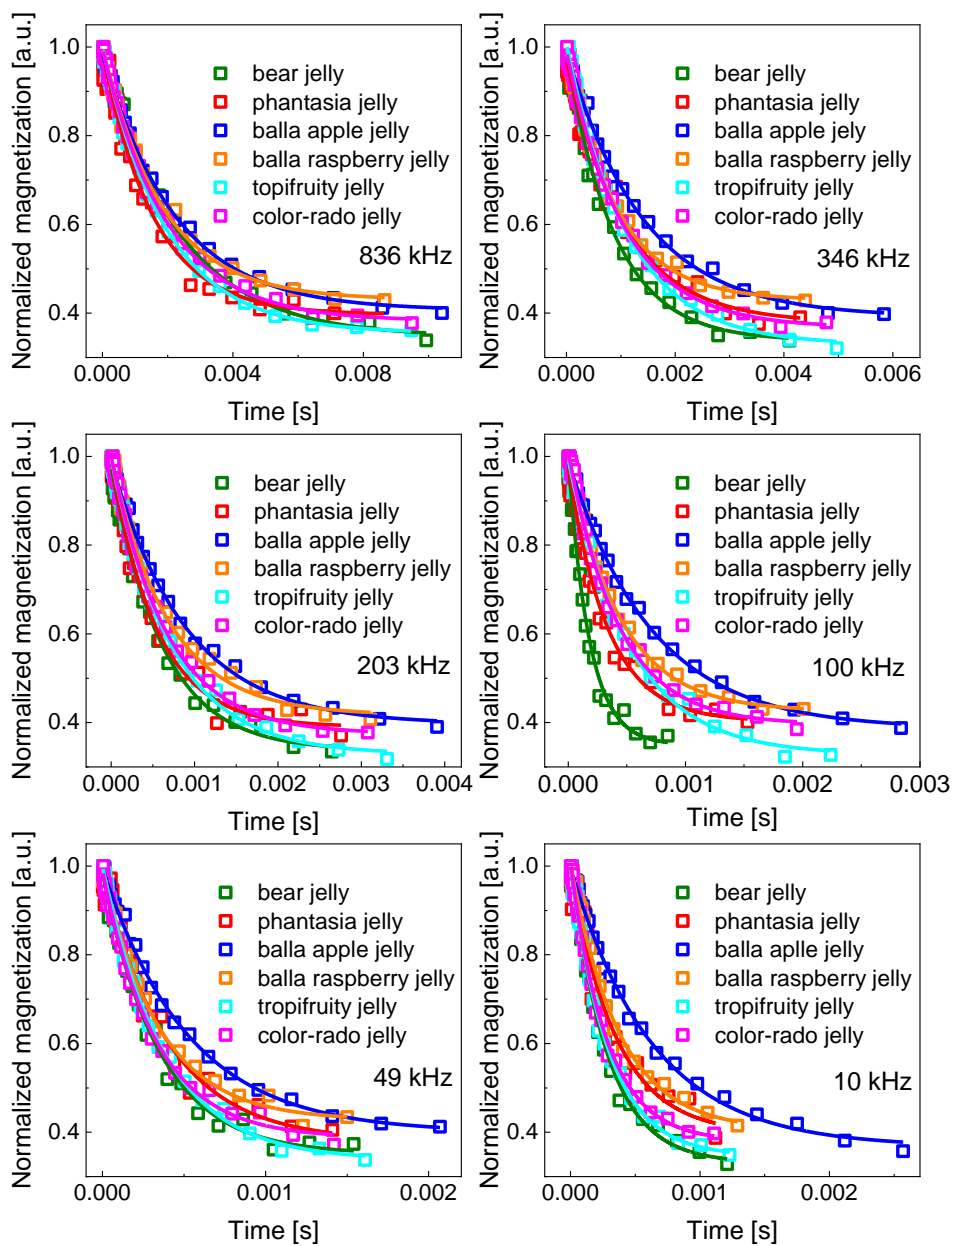 Normalized magnetization [a.u.]
1.0
0.8
0.6
0.4
bear jelly
phantasia jelly
balla apple jelly
balla raspberry jelly
topifruity jelly
color-rado jelly
836 kHz
0.000 0.004 0.008
Time [s]
Normalized magnetization [a.u.]
1.0
0.8
0.6
0.4
bear jelly
phantasia jelly
balla apple jely
balla raspberry jelly
tropifruity jelly
color-rado jelly
346 kHz
0.000 0.002 0.004 0.006
Time [s]
Normalized magnetization [a.u.]
1.0
0.8
0.6
0.4
bear jelly
phantasia jelly
balla apple jelly
balla raspberry jelly
tropifruity jelly
color-rado jelly
203 kHz
0.000 0.001 0.002 0.003 0.004
Time [s]
Normalized magnetization [a.u.]
1.0
0.8
0.6
0.4
bear jelly
phantasia jelly
balla apple jelly
balla raspberry jelly
tropifruity jelly
color-rado jelly
100 kHz
0.000 0.001 0.002 0.003
Time [s]
Normalized magnetization [a.u.]
1.0
0.8
0.6
0.4
bear jelly
phantasia jelly
balla apple jelly
balla raspberry jelly
tropifruity jelly
color-rado jelly
49 kHz
0.000 0.001 0.002
Time [s]
Normalized magnetization [a.u.]
1.0
0.8
0.6
0.4
bear jelly
phantasia jelly
balla aplle jelly
balla raspberry jelly
tropifruity jelly
color-rado jelly
10 kHz
0.000 0.001 0.002
Time [s]